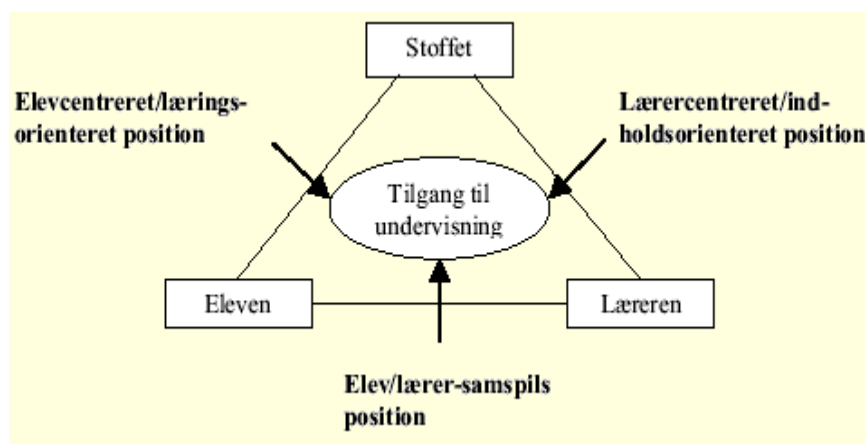 Stoffet
Elevcentreret/lærings-
orienteret position
Lærercentreret/ind-
holdsorienteret position
Tilgang til
undervisning
Eleven
Læreren
Elev/lærer-samspils
position